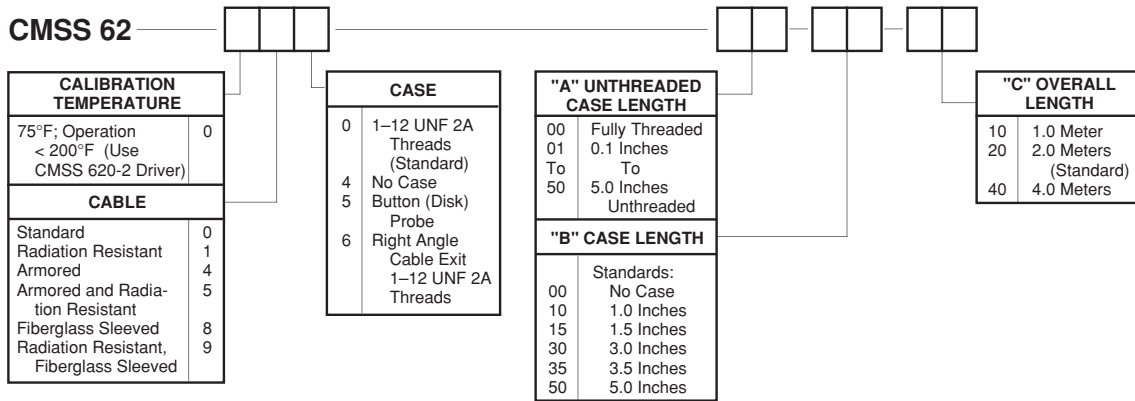 CMSS 62
CALIBRATION
TEMPERATURE
75°F; Operation 0
< 200°F (Use
CMSS 620-2 Driver)
CABLE
Standard 0
Radiation Resistant 1
Armored 4
Armored and Radia- 5
tion Resistant
Fiberglass Sleeved 8
Radiation Resistant, 9
Fiberglass Sleeved
CASE
0 1–12 UNF 2A
Threads
(Standard)
4 No Case
5 Button (Disk)
Probe
6 Right Angle
Cable Exit
1–12 UNF 2A
Threads
"A" UNTHREADED
CASE LENGTH
00 Fully Threaded
01 0.1 Inches
To To
50 5.0 Inches
Unthreaded
"B" CASE LENGTH
Standards:
00 No Case
10 1.0 Inches
15 1.5 Inches
30 3.0 Inches
35 3.5 Inches
50 5.0 Inches
"C" OVERALL
LENGTH
10 1.0 Meter
20 2.0 Meters
(Standard)
40 4.0 Meters